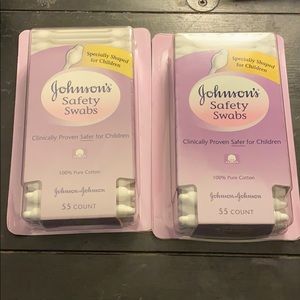 Specially Shaped
for Children
Johnson's
Safety
Swabs
Clinically Proven Safer for Children
100% Pure Cotton
Johnson & Johnson
55 COUNT
Specially Shaped
for Children
Johnson's
Safety
Swabs
Clinically Proven Safer for Children
100% Pure Cotton
Johnson & Johnson
55 COUNT